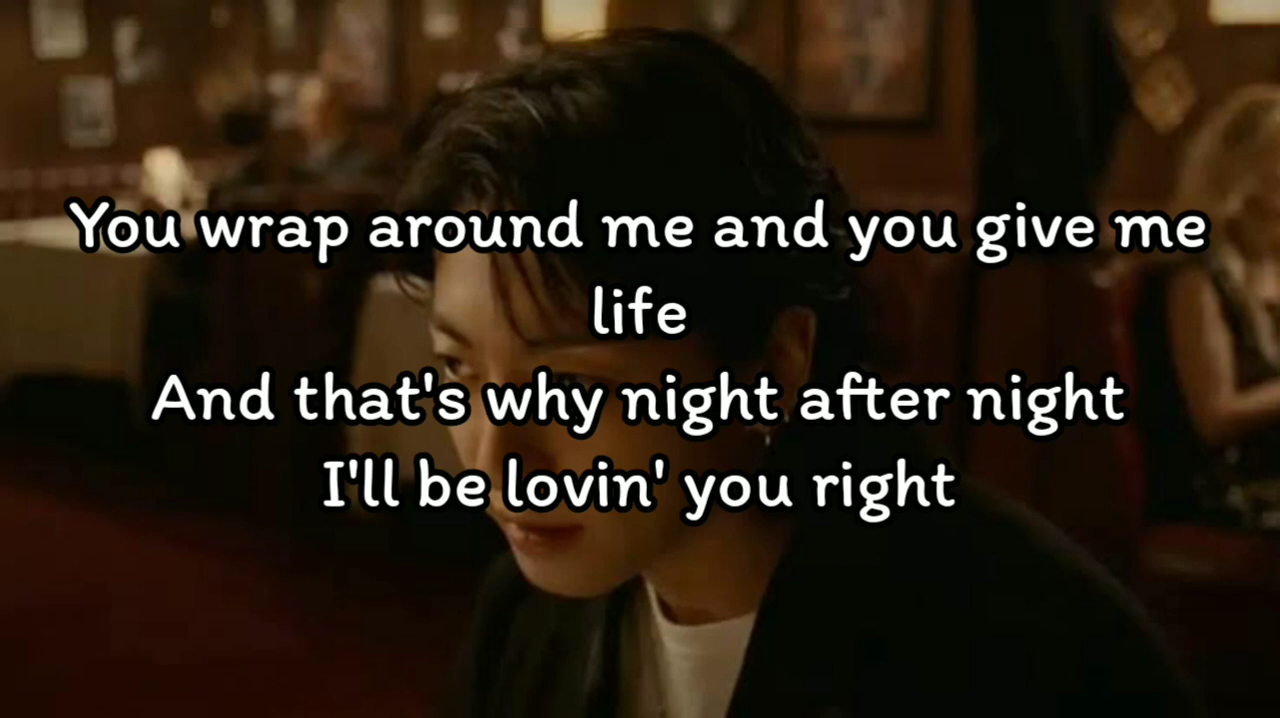 You wrap around me and you give me
life
And that's why night after night
I'll be lovin' you right